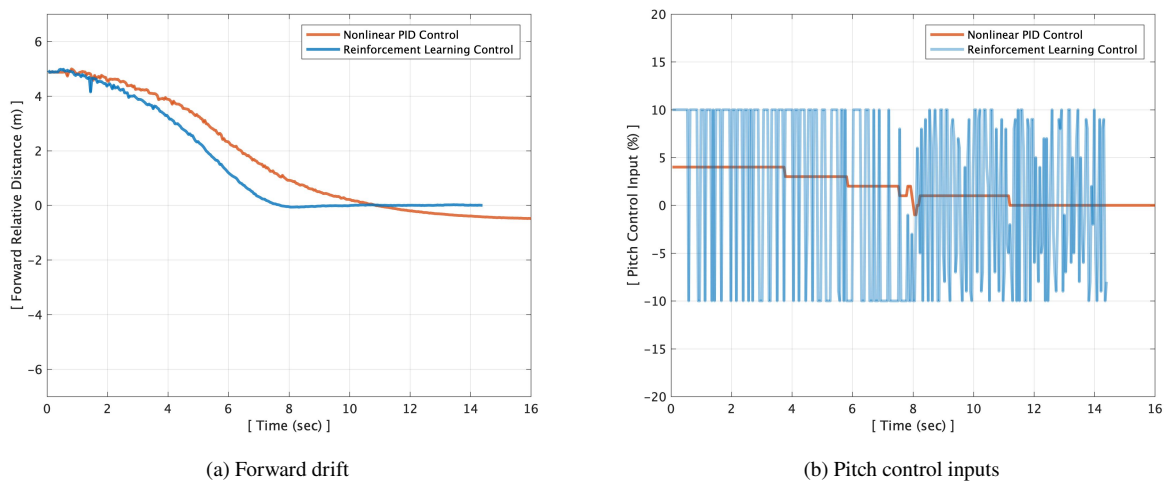 Nonlinear PID Control
Reinforcement Learning Control
[ Forward Relative Distance (m) ]
6
4
2
0
-2
-4
-6
0 2 4 6 8 10 12 14 16
[ Time (sec) ]
(a) Forward drift
Nonlinear PID Control
Reinforcement Learning Control
[ Pitch Control Input (%) ]
20
15
10
5
0
-5
-10
-15
-20
0 2 4 6 8 10 12 14 16
[ Time (sec) ]
(b) Pitch control inputs